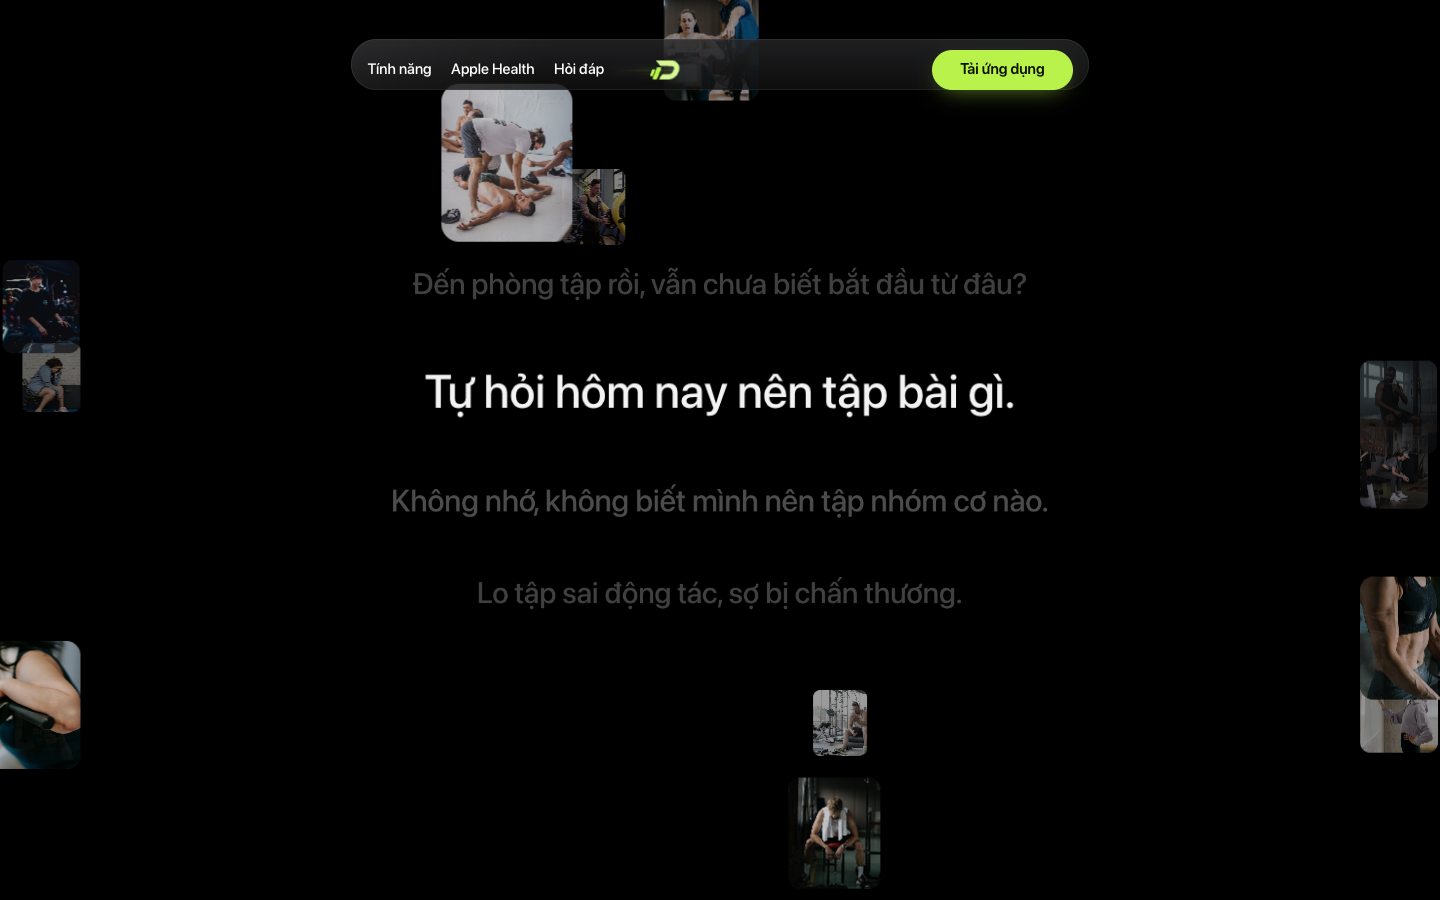 Tính năng
Apple Health
Hỏi đáp
Tải ứng dụng
Đến phòng tập rồi, vẫn chưa biết bắt đầu từ đâu?
Tự hỏi hôm nay nên tập bài gì.
Không nhớ, không biết mình nên tập nhóm cơ nào.
Lo tập sai động tác, sợ bị chấn thương.